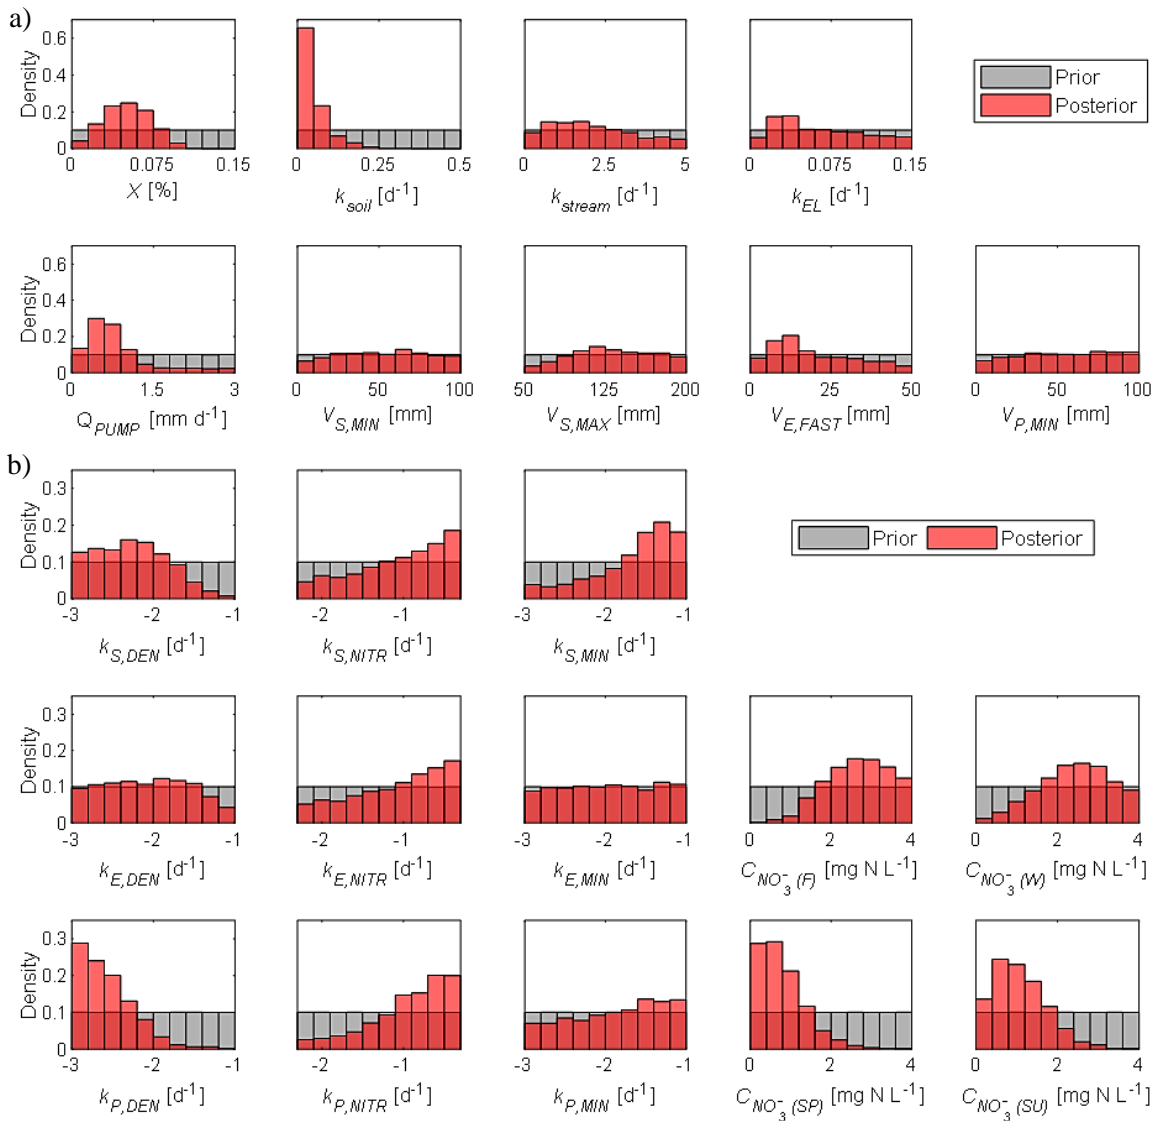 a)
Density
0.6
0.4
0.2
0
0 0.075 0.15
X [%]
0 0.25 0.5
k_soil [d^-1]
0 2.5 5
k_stream [d^-1]
0 0.075 0.15
k_EL [d^-1]
Prior
Posterior
Density
0.6
0.4
0.2
0
0 1.5 3
Q_PUMP [mm d^-1]
0 50 100
V_S,MIN [mm]
50 125 200
V_S,MAX [mm]
0 25 50
V_E,FAST [mm]
0 50 100
V_P,MIN [mm]
b)
Density
0.3
0.2
0.1
0
-3 -2 -1
k_S,DEN [d^-1]
-2 -1
k_S,NITR [d^-1]
-3 -2 -1
k_S,MIN [d^-1]
Prior Posterior
Density
0.3
0.2
0.1
0
-3 -2 -1
k_E,DEN [d^-1]
-2 -1
k_E,NITR [d^-1]
-3 -2 -1
k_E,MIN [d^-1]
0 2 4
C_NO3^- (F) [mg N L^-1]
0 2 4
C_NO3^- (W) [mg N L^-1]
Density
0.3
0.2
0.1
0
-3 -2 -1
k_P,DEN [d^-1]
-2 -1
k_P,NITR [d^-1]
-3 -2 -1
k_P,MIN [d^-1]
0 2 4
C_NO3^- (SP) [mg N L^-1]
0 2 4
C_NO3^- (SU) [mg N L^-1]